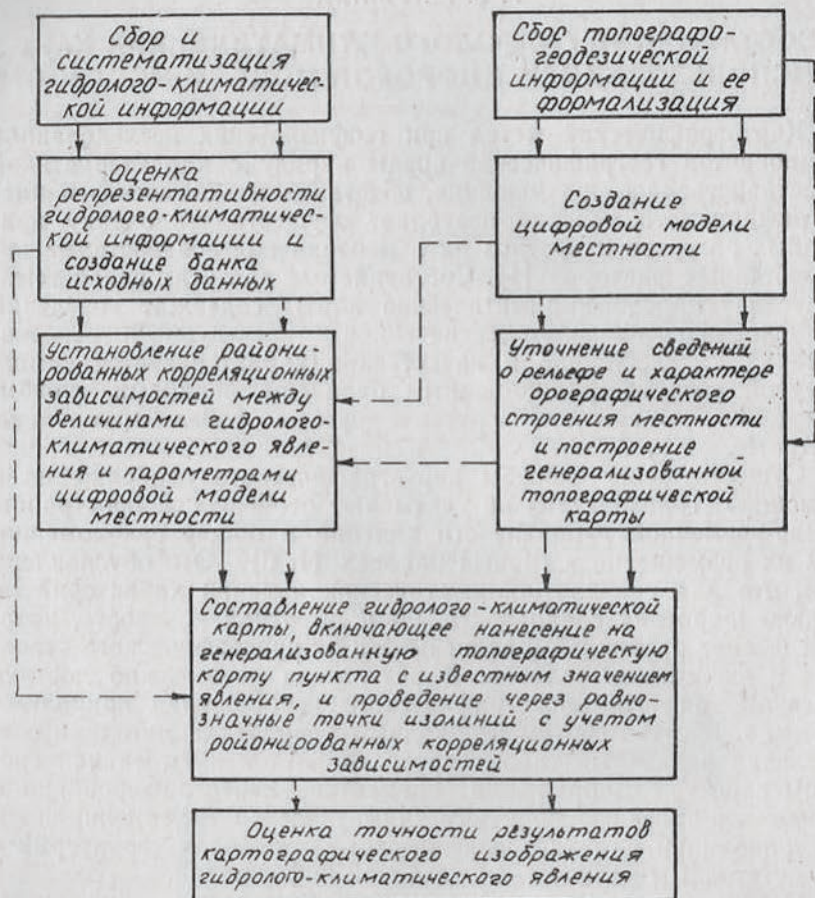 Сбор и
систематизация
гидролого-климатичес-
кой информации
Сбор топографо-
геодезической
информации и ее
формализация
Оценка
репрезентативности
гидролого-климатичес-
кой информации и
создание банка
исходных данных
Создание
цифровой модели
местности
Установление райони-
рованных корреляционных
зависимостей между
величинами гидролого-
климатического явле-
ния и параметрами
цифровой модели
местности
Уточнение сведений
о рельефе и характере
орографического
строения местности
и построение
генерализованной
топографической
карты
Составление гидролого-климатической
карты, включающее нанесение на
генерализованную топографическую
карту пункта с известным значением
явления, и проведение через равно-
значные точки изолиний с учетом
ройонированных корреляционных
зависимостей
Оценка точности результатов
картографического изображения
гидролого-климатического явления